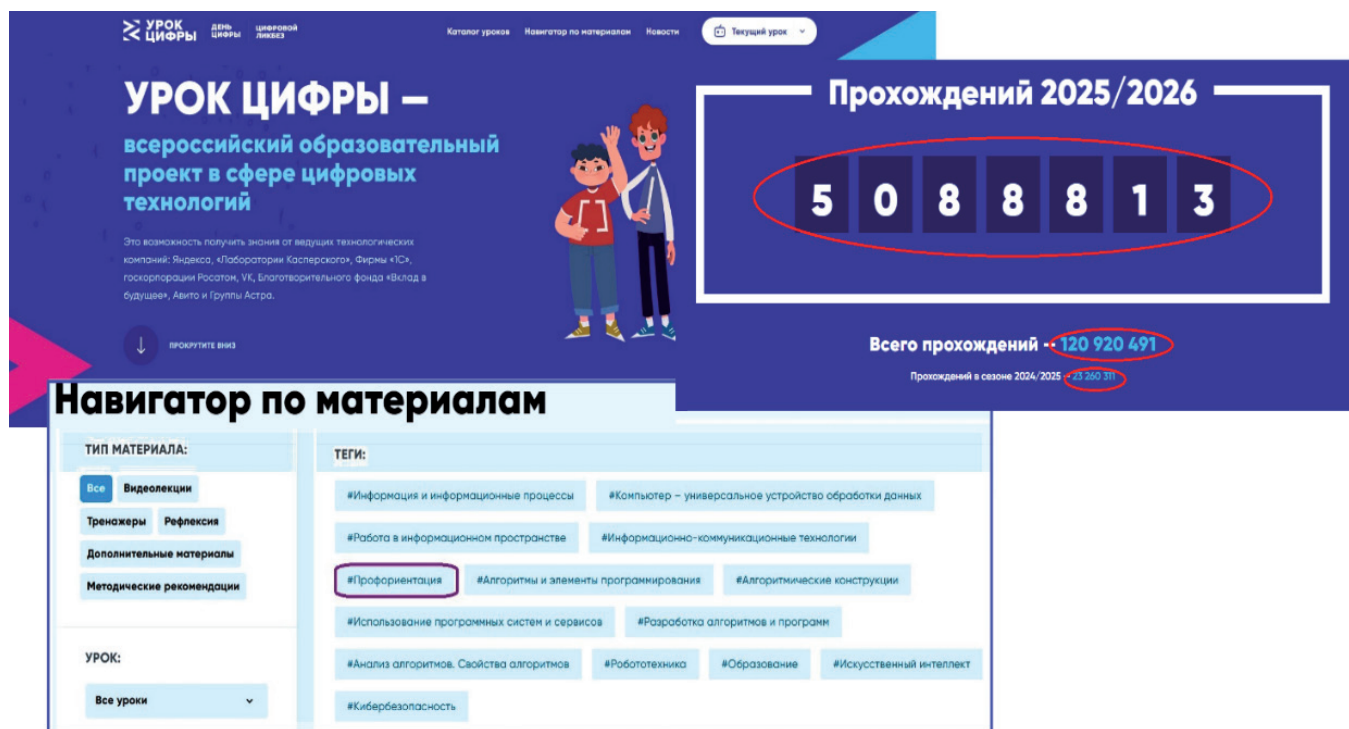 УРОК ЦИФРЫ
ДЕНЬ ЦИФРЫ
ЦИФРОВОЙ ЛИКБЕЗ
Каталог уроков
Навигатор по материалам
Новости
Текущий урок
УРОК ЦИФРЫ –
всероссийский образовательный
проект в сфере цифровых
технологий
Это возможность получить знания от ведущих технологических
компаний: Яндекса, «Лаборатории Касперского», Фирмы «1С»,
госкорпорации Росатом, VK, Благотворительного фонда «Вклад в
будущее», Авито и Группы Астра.
ПРОКРУТИТЕ ВНИЗ
Прохождений 2025/2026
5 0 8 8 8 1 3
Всего прохождений – 120 920 491
Прохождений в сезоне 2024/2025 – 23 260 311
Навигатор по материалам
ТИП МАТЕРИАЛА:
Все Видеолекции
Тренажеры Рефлексия
Дополнительные материалы
Методические рекомендации
УРОК:
Все уроки
ТЕГИ:
#Информация и информационные процессы #Компьютер – универсальное устройство обработки данных
#Работа в информационном пространстве #Информационно-коммуникационные технологии
#Профориентация #Алгоритмы и элементы программирования #Алгоритмические конструкции
#Использование программных систем и сервисов #Разработка алгоритмов и программ
#Анализ алгоритмов. Свойства алгоритмов #Робототехника #Образование #Искусственный интеллект
#Кибербезопасность